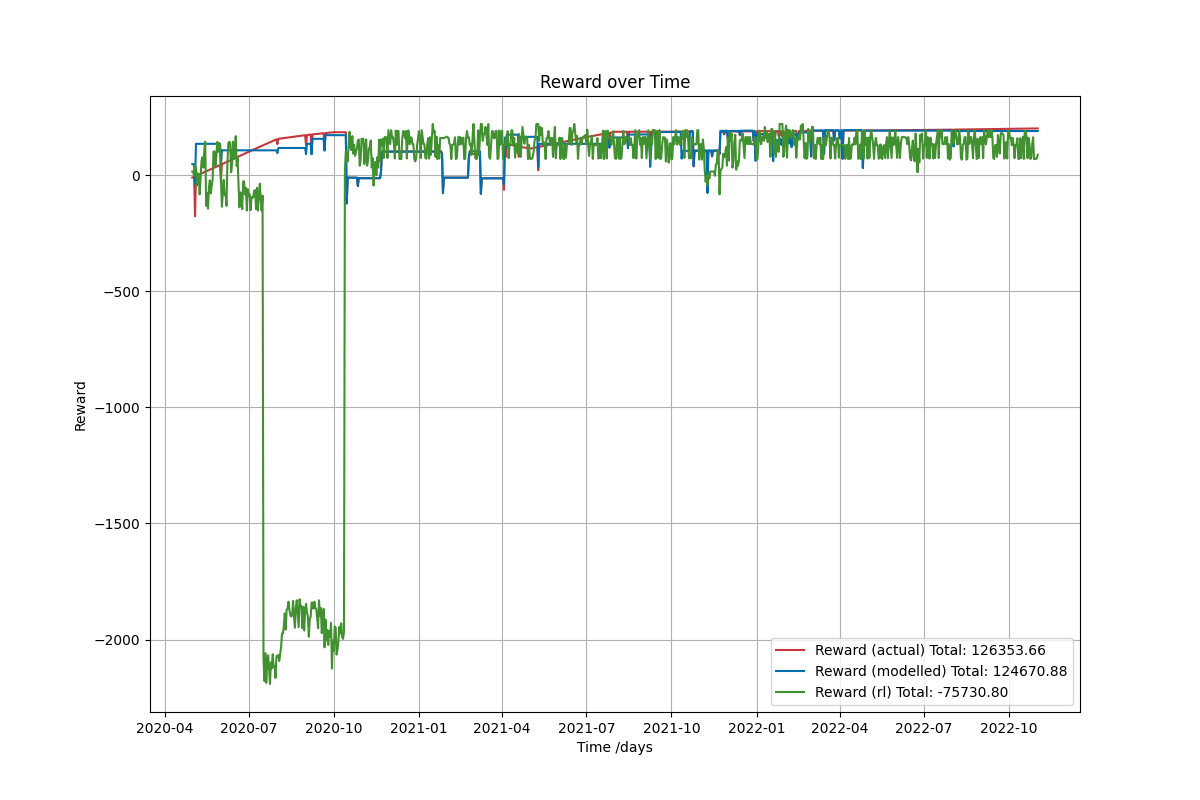 Reward over Time
Reward
0
−500
−1000
−1500
−2000
Reward (actual) Total: 126353.66
Reward (modelled) Total: 124670.88
Reward (rl) Total: -75730.80
2020-04 2020-07 2020-10 2021-01 2021-04 2021-07 2021-10 2022-01 2022-04 2022-07 2022-10
Time /days